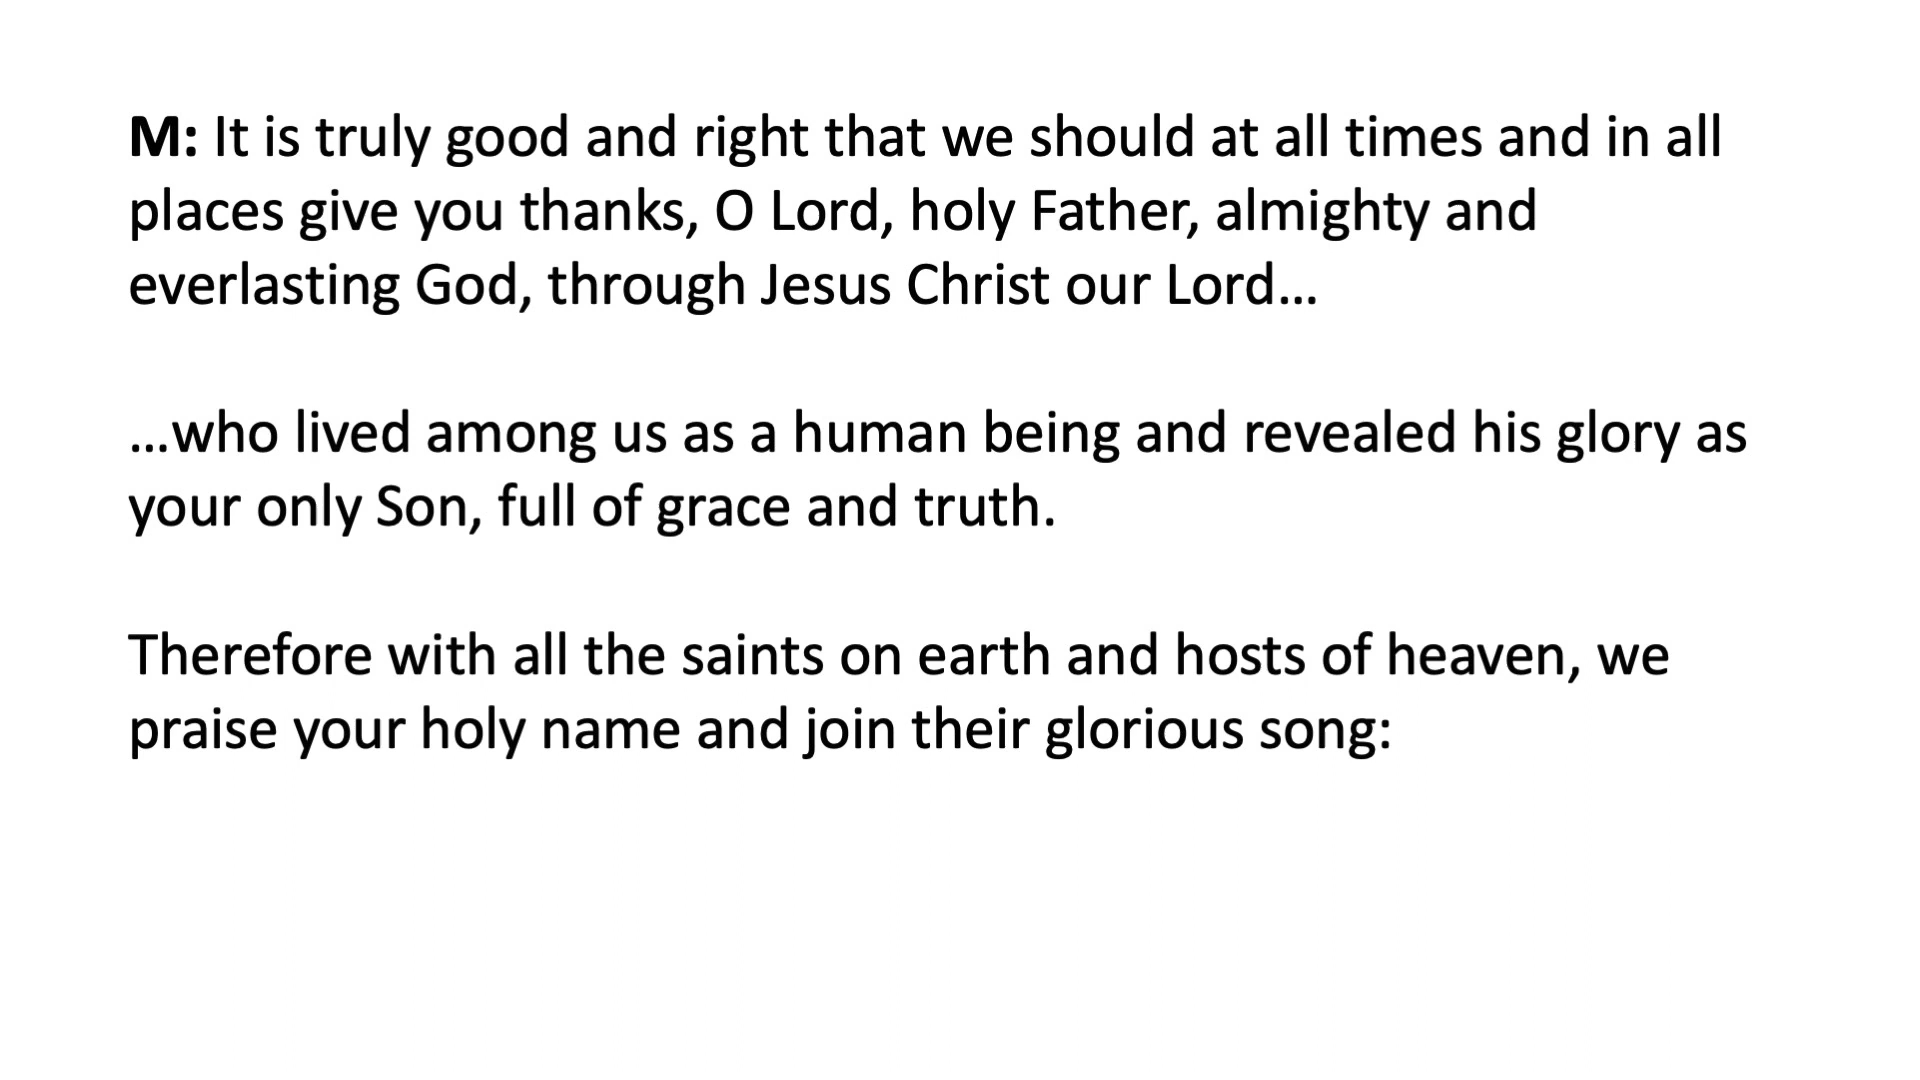 M: It is truly good and right that we should at all times and in all
places give you thanks, O Lord, holy Father, almighty and
everlasting God, through Jesus Christ our Lord…
…who lived among us as a human being and revealed his glory as
your only Son, full of grace and truth.
Therefore with all the saints on earth and hosts of heaven, we
praise your holy name and join their glorious song: